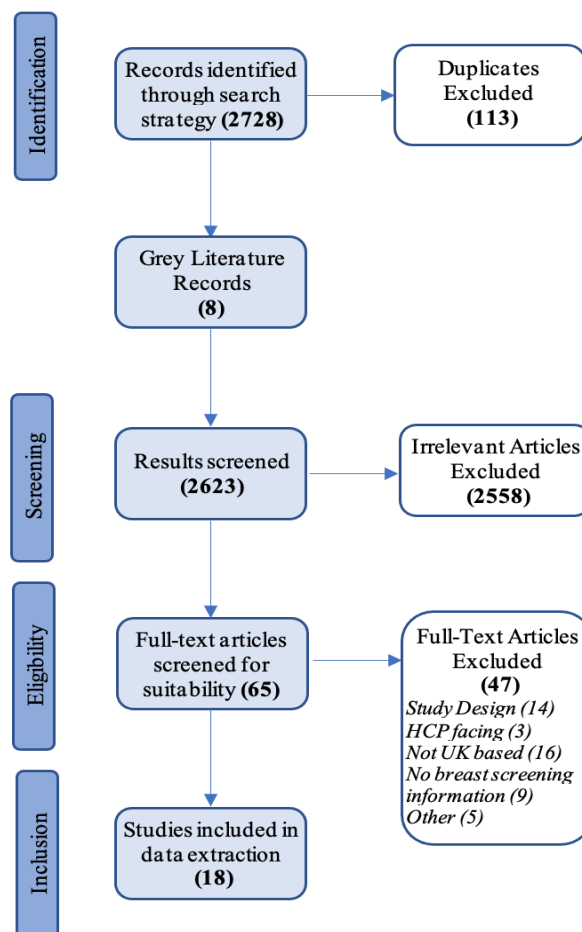 Identification
Records identified
through search
strategy (2728)
Duplicates
Excluded
(113)
Grey Literature
Records
(8)
Screening
Results screened
(2623)
Irrelevant Articles
Excluded
(2558)
Eligibility
Full-text articles
screened for
suitability (65)
Full-Text Articles
Excluded
(47)
Study Design (14)
HCP facing (3)
Not UK based (16)
No breast screening
information (9)
Other (5)
Inclusion
Studies included in
data extraction
(18)